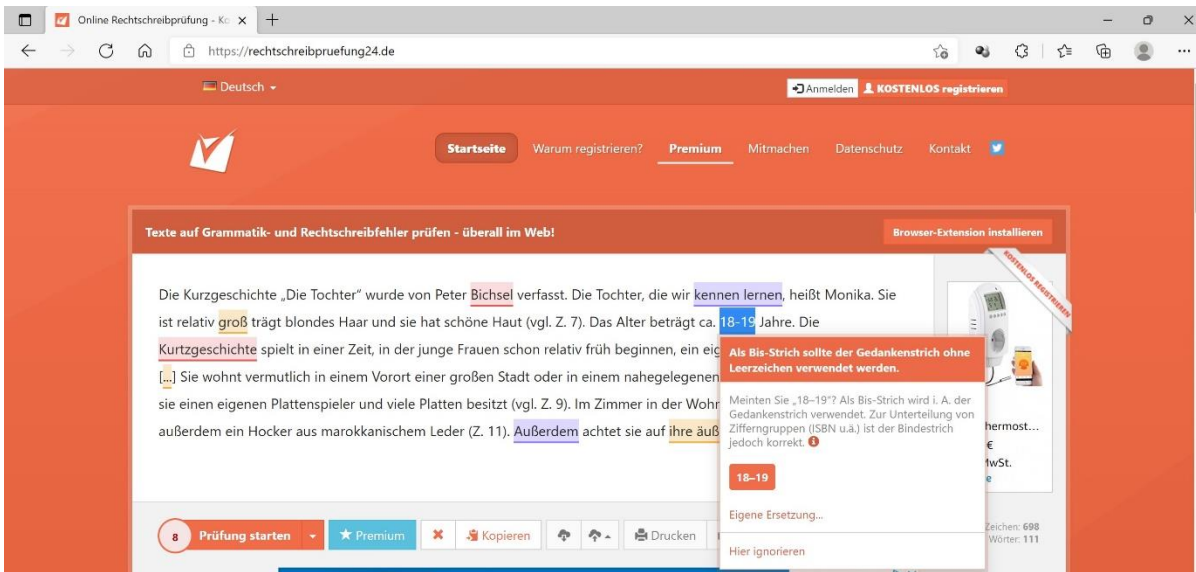 Online Rechtschreibprüfung - Ko
https://rechtschreibpruefung24.de
Deutsch
Anmelden KOSTENLOS registrieren
Startseite Warum registrieren? Premium Mitmachen Datenschutz Kontakt
Texte auf Grammatik- und Rechtschreibfehler prüfen - überall im Web!
Browser-Extension installieren
KOSTENLOS REGISTRIEREN
Die Kurzgeschichte „Die Tochter“ wurde von Peter Bichsel verfasst. Die Tochter, die wir kennen lernen, heißt Monika. Sie
ist relativ groß trägt blondes Haar und sie hat schöne Haut (vgl. Z. 7). Das Alter beträgt ca. 18-19 Jahre. Die
Kurtzgeschichte spielt in einer Zeit, in der junge Frauen schon relativ früh beginnen, ein eig
[...] Sie wohnt vermutlich in einem Vorort einer großen Stadt oder in einem nahegelegenen
sie einen eigenen Plattenspieler und viele Platten besitzt (vgl. Z. 9). Im Zimmer in der Wohr
außerdem ein Hocker aus marokkanischem Leder (Z. 11). Außerdem achtet sie auf ihre äuß
Als Bis-Strich sollte der Gedankenstrich ohne
Leerzeichen verwendet werden.
Meinten Sie „18–19“? Als Bis-Strich wird i. A. der
Gedankenstrich verwendet. Zur Unterteilung von
Zifferngruppen (ISBN u.ä.) ist der Bindestrich
jedoch korrekt.
18–19
Eigene Ersetzung...
Hier ignorieren
hermost...
€
MwSt.
e
8 Prüfung starten Premium Kopieren Drucken
Zeichen: 698
Wörter: 111